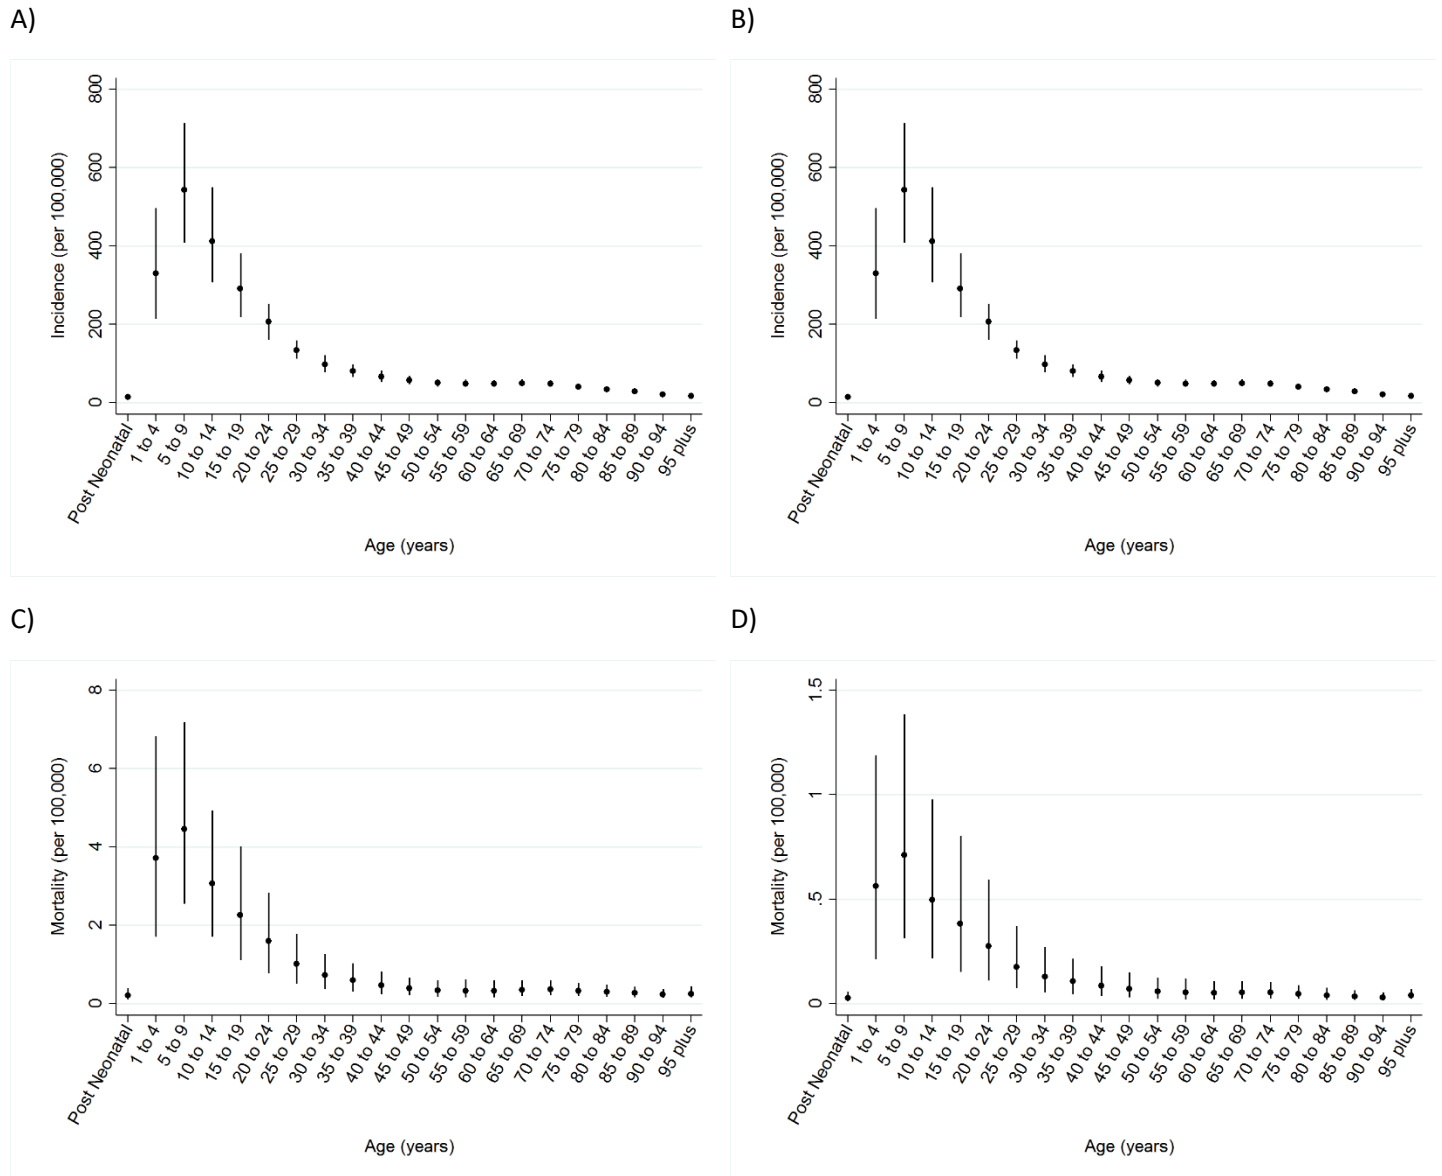 A)
B)
Incidence (per 100,000)
800
600
400
200
0
Post Neonatal
1 to 4
5 to 9
10 to 14
15 to 19
20 to 24
25 to 29
30 to 34
35 to 39
40 to 44
45 to 49
50 to 54
55 to 59
60 to 64
65 to 69
70 to 74
75 to 79
80 to 84
85 to 89
90 to 94
95 plus
Age (years)
Incidence (per 100,000)
800
600
400
200
0
Post Neonatal
1 to 4
5 to 9
10 to 14
15 to 19
20 to 24
25 to 29
30 to 34
35 to 39
40 to 44
45 to 49
50 to 54
55 to 59
60 to 64
65 to 69
70 to 74
75 to 79
80 to 84
85 to 89
90 to 94
95 plus
Age (years)
C)
D)
Mortality (per 100,000)
8
6
4
2
0
Post Neonatal
1 to 4
5 to 9
10 to 14
15 to 19
20 to 24
25 to 29
30 to 34
35 to 39
40 to 44
45 to 49
50 to 54
55 to 59
60 to 64
65 to 69
70 to 74
75 to 79
80 to 84
85 to 89
90 to 94
95 plus
Age (years)
Mortality (per 100,000)
1.5
1
.5
0
Post Neonatal
1 to 4
5 to 9
10 to 14
15 to 19
20 to 24
25 to 29
30 to 34
35 to 39
40 to 44
45 to 49
50 to 54
55 to 59
60 to 64
65 to 69
70 to 74
75 to 79
80 to 84
85 to 89
90 to 94
95 plus
Age (years)